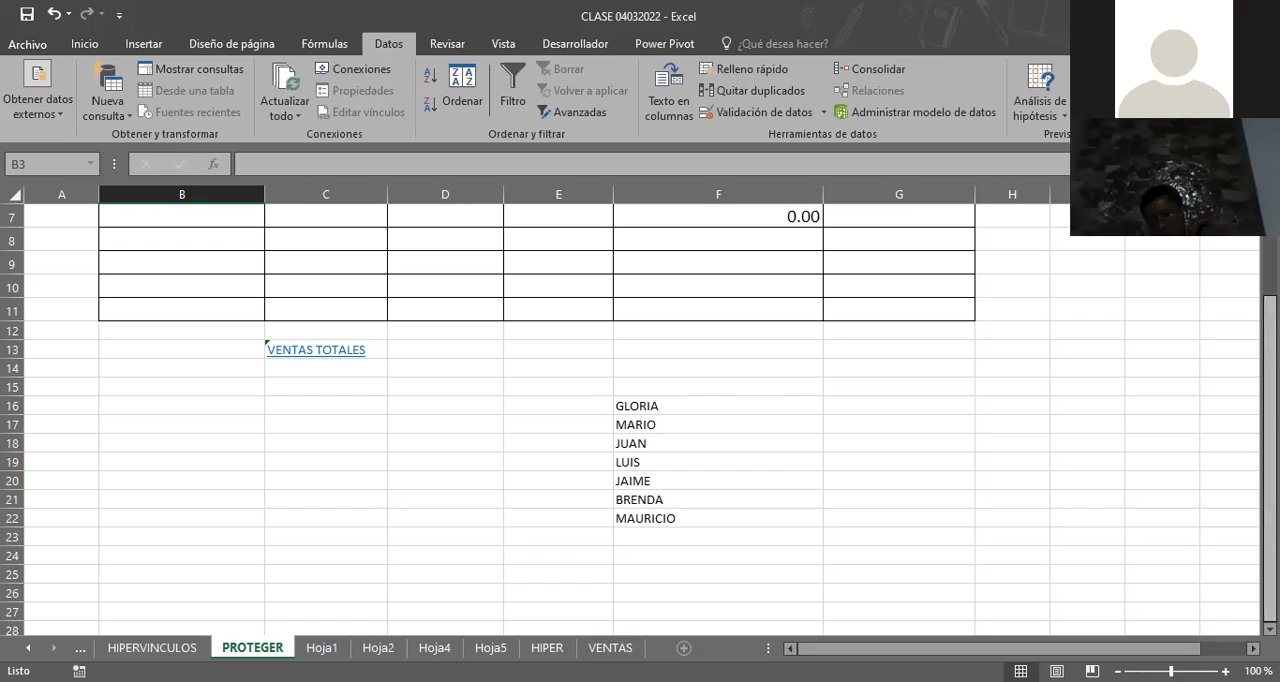 CLASE 04032022 - Excel
Archivo Inicio Insertar Diseño de página Fórmulas Datos Revisar Vista Desarrollador Power Pivot ¿Qué desea hacer?
Obtener datos externos
Nueva consulta
Mostrar consultas
Desde una tabla
Fuentes recientes
Obtener y transformar
Actualizar todo
Conexiones
Propiedades
Editar vínculos
Conexiones
Ordenar
Filtro
Borrar
Volver a aplicar
Avanzadas
Ordenar y filtrar
Texto en columnas
Relleno rápido
Quitar duplicados
Validación de datos
Consolidar
Relaciones
Administrar modelo de datos
Herramientas de datos
Análisis de hipótesis
Previs
B3 fx
A B C D E F G H
7 0.00
8
9
10
11
12
13 VENTAS TOTALES
14
15
16 GLORIA
17 MARIO
18 JUAN
19 LUIS
20 JAIME
21 BRENDA
22 MAURICIO
23
24
25
26
27
28
... HIPERVINCULOS PROTEGER Hoja1 Hoja2 Hoja4 Hoja5 HIPER VENTAS
Listo 100 %